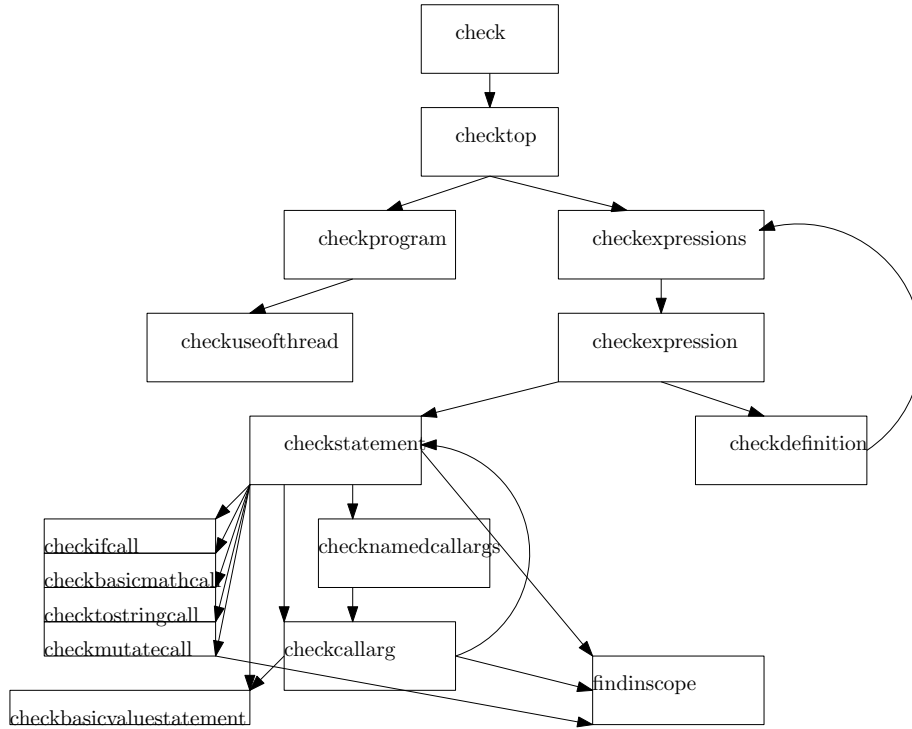 check
checktop
checkprogram
checkexpressions
checkuseofthread
checkexpression
checkstatement
checkdefinition
checkifcall
checknamedcallargs
checkbasicmathcall
checktostringcall
checkmutatecall
checkcallarg
findinscope
checkbasicvaluestatement